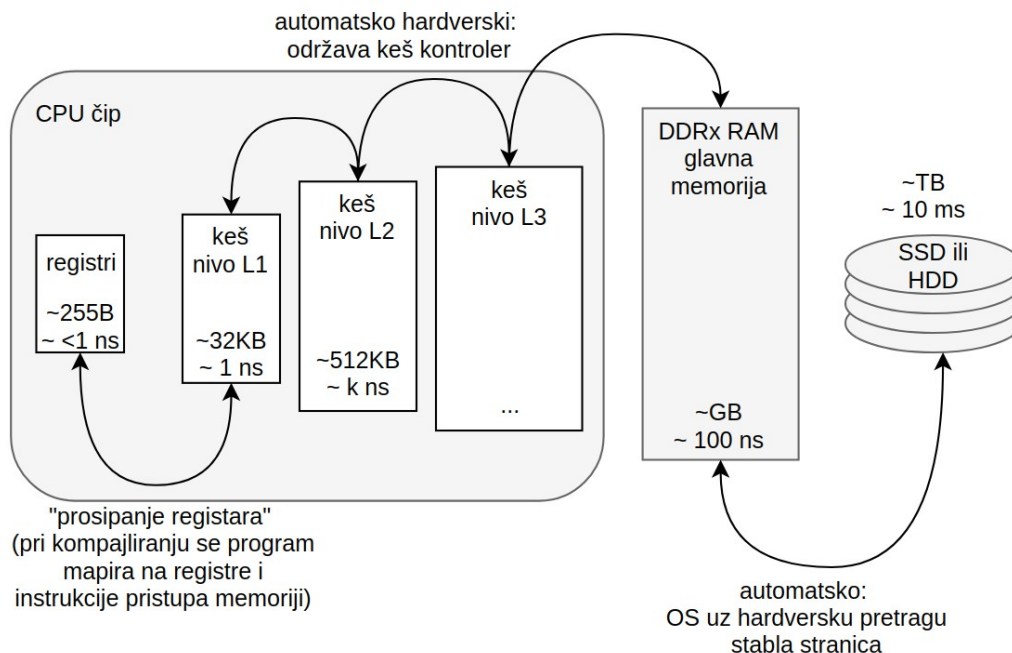 automatsko hardverski:
održava keš kontroler
CPU čip
registri
~255B
~ <1 ns
keš
nivo L1
~32KB
~ 1 ns
keš
nivo L2
~512KB
~ k ns
keš
nivo L3
...
DDRx RAM
glavna
memorija
~GB
~ 100 ns
~TB
~ 10 ms
SSD ili
HDD
"prosipanje registara"
(pri kompajliranju se program
mapira na registre i
instrukcije pristupa memoriji)
automatsko:
OS uz hardversku pretragu
stabla stranica